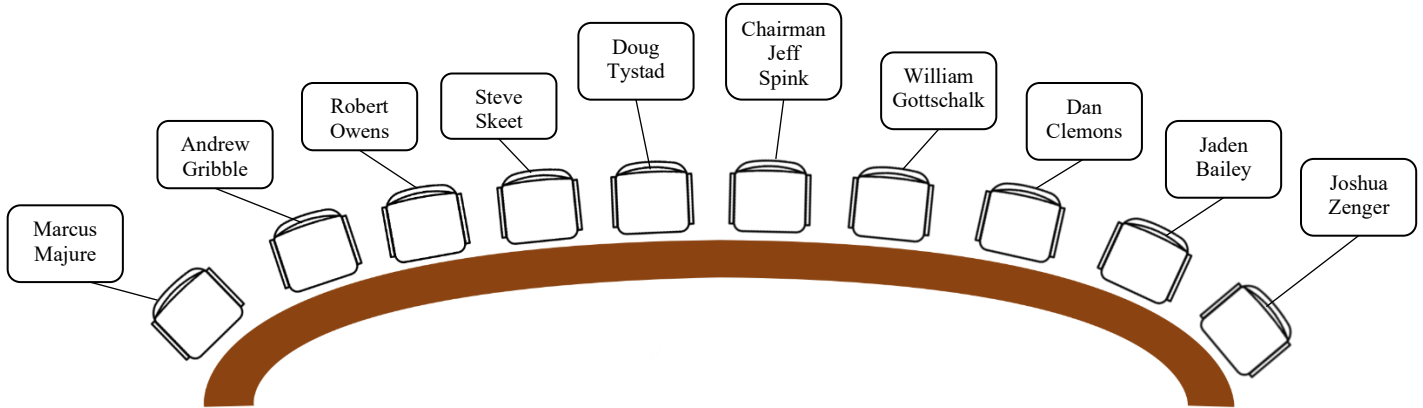 Marcus
Majure
Andrew
Gribble
Robert
Owens
Steve
Skeet
Doug
Tystad
Chairman
Jeff
Spink
William
Gottschalk
Dan
Clemons
Jaden
Bailey
Joshua
Zenger